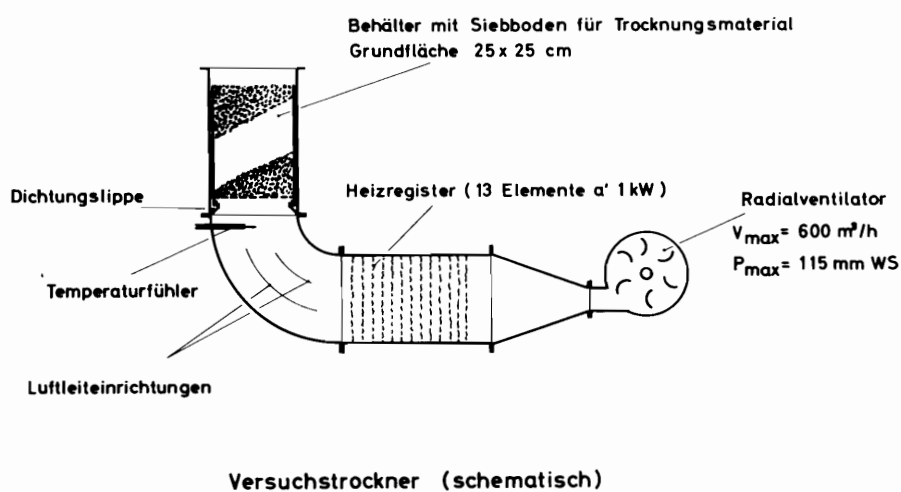 Behälter mit Siebboden für Trocknungsmaterial
Grundfläche 25 x 25 cm
Dichtungslippe
Heizregister (13 Elemente a' 1 kW)
Radialventilator
Vmax = 600 m³/h
Pmax = 115 mm WS
Temperaturfühler
Luftleiteinrichtungen
Versuchstrockner (schematisch)